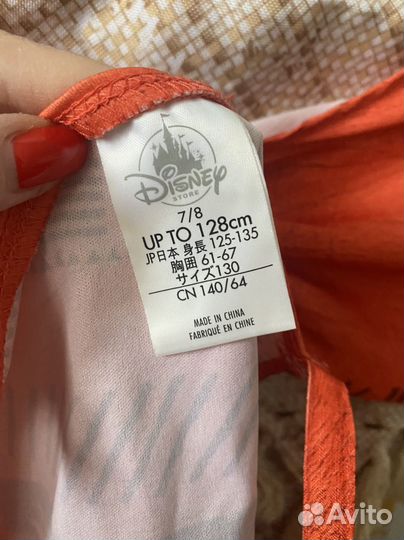 Disney
STORE
7/8
UP TO 128cm
JP日本 身長 125-135
胸囲 61-67
サイズ130
CN 140/64
MADE IN CHINA
FABRIQUÉ EN CHINE
Avito